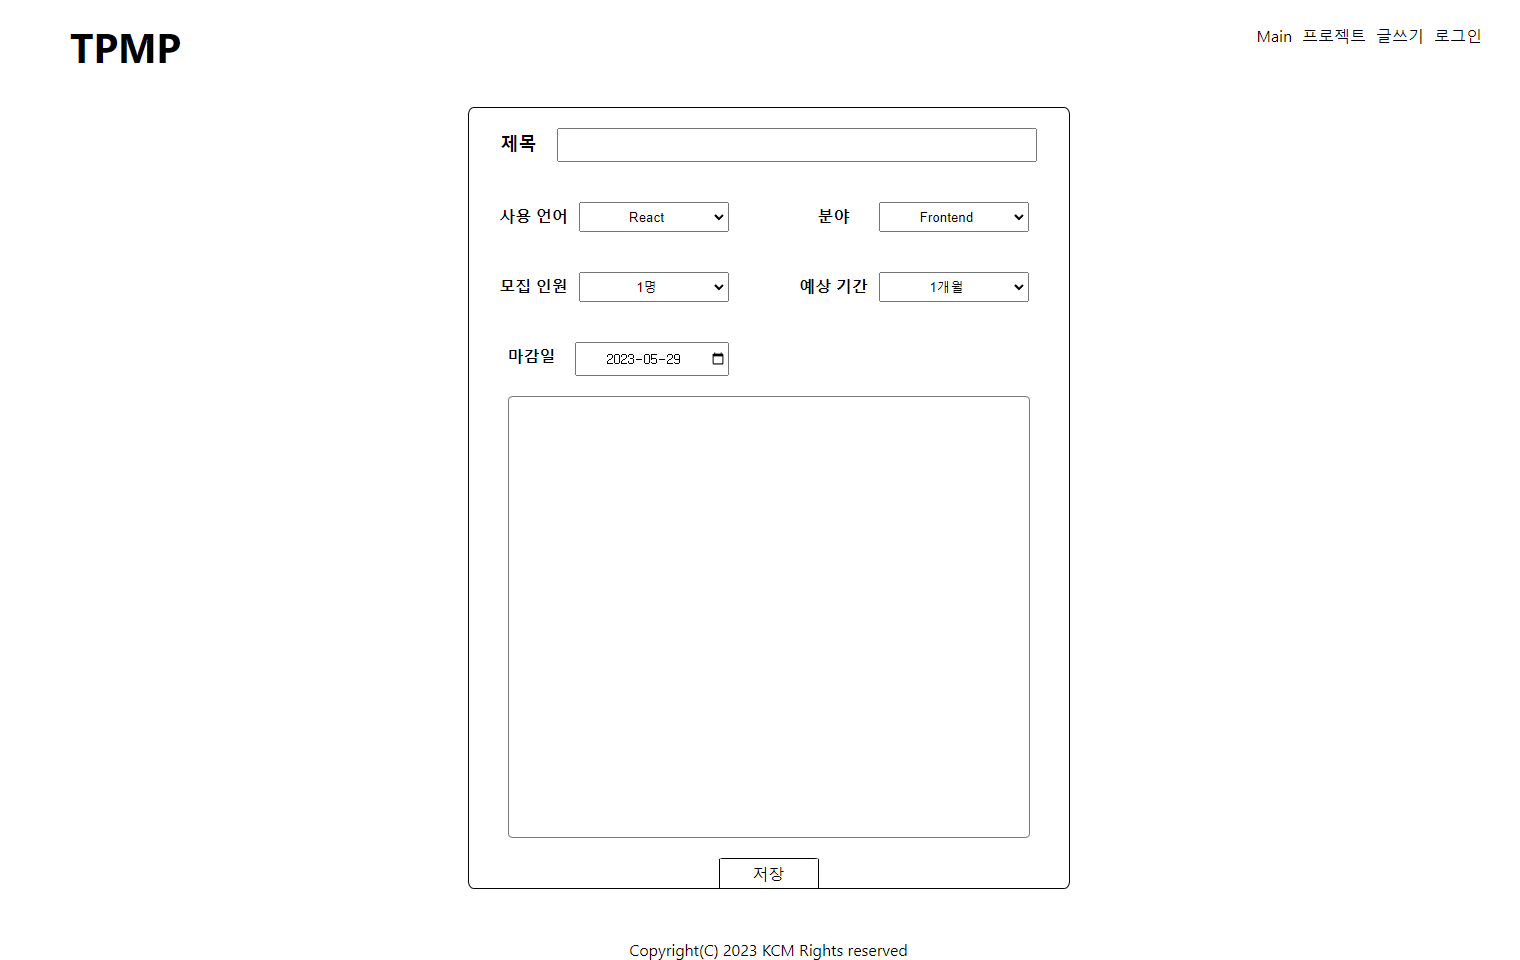 TPMP
Main 프로젝트 글쓰기 로그인
제목
사용 언어 React 분야 Frontend
모집 인원 1명 예상 기간 1개월
마감일 2023-05-29
저장
Copyright(C) 2023 KCM Rights reserved